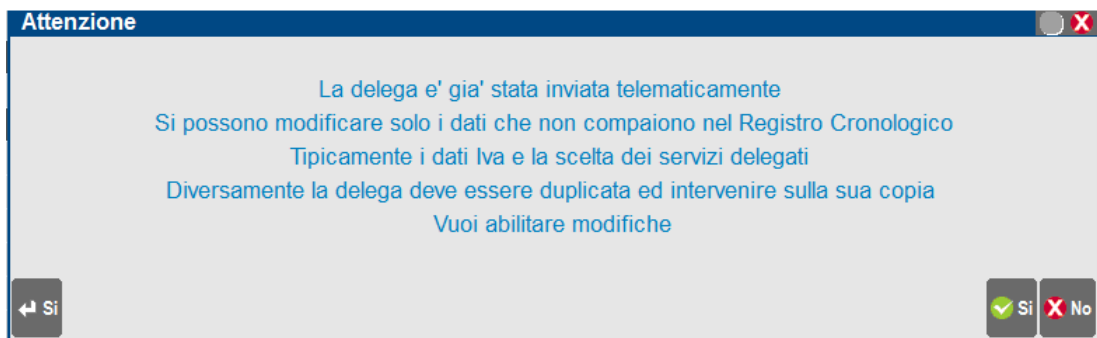 Attenzione
La delega e' gia' stata inviata telematicamente
Si possono modificare solo i dati che non compaiono nel Registro Cronologico
Tipicamente i dati Iva e la scelta dei servizi delegati
Diversamente la delega deve essere duplicata ed intervenire sulla sua copia
Vuoi abilitare modifiche
Si
Si
No